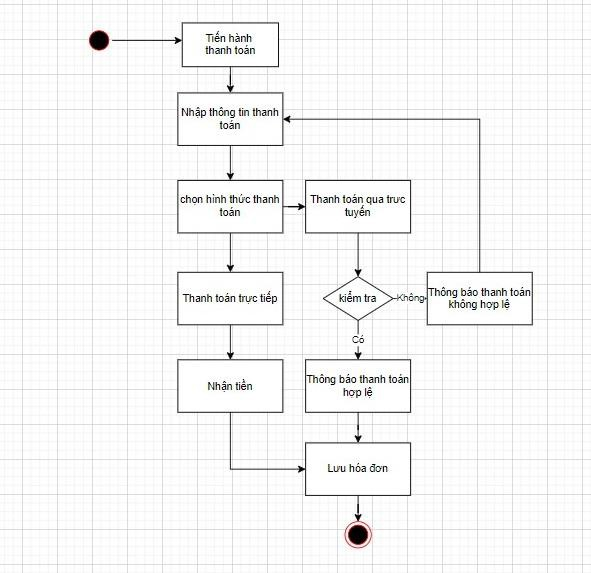 Tiến hành
thanh toán
Nhập thông tin thanh
toán
chọn hình thức thanh
toán
Thanh toán qua trưc
tuyến
Thanh toán trực tiếp
kiểm tra
Không
Thông báo thanh toán
không hợp lệ
Có
Nhận tiền
Thông báo thanh toán
hợp lệ
Lưu hóa đơn